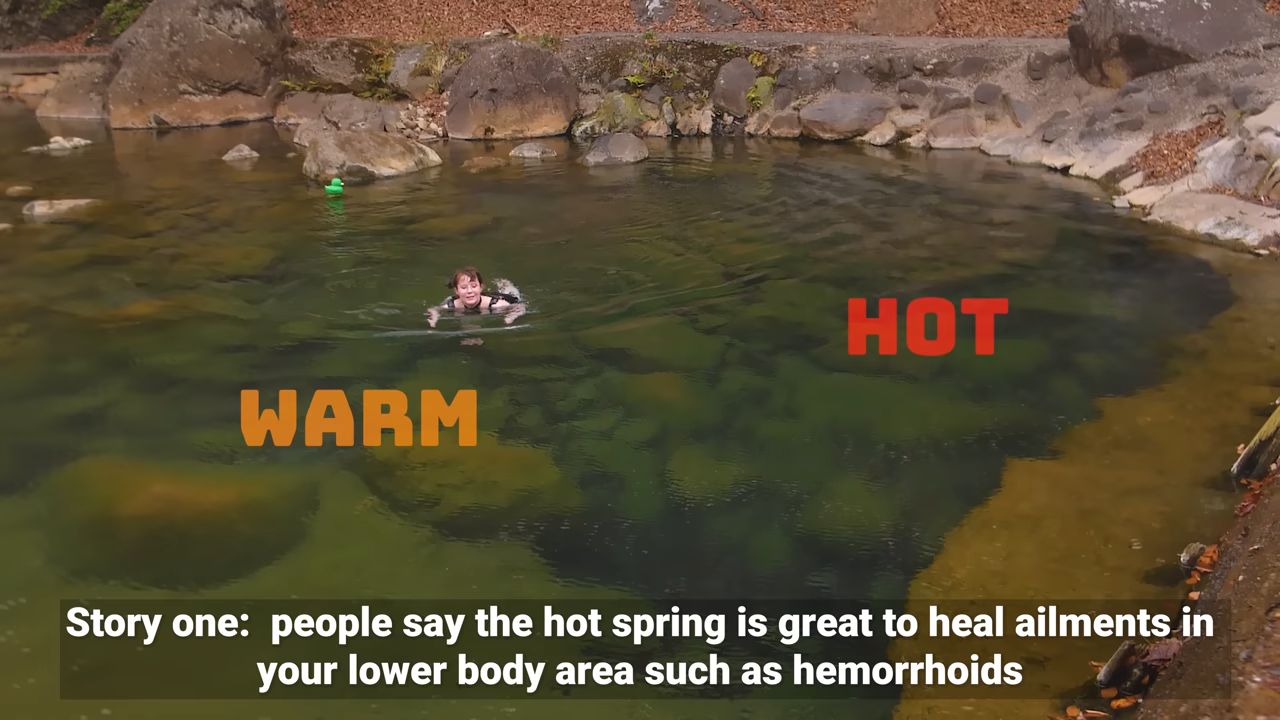 HOT
WARM
Story one:  people say the hot spring is great to heal ailments in
your lower body area such as hemorrhoids